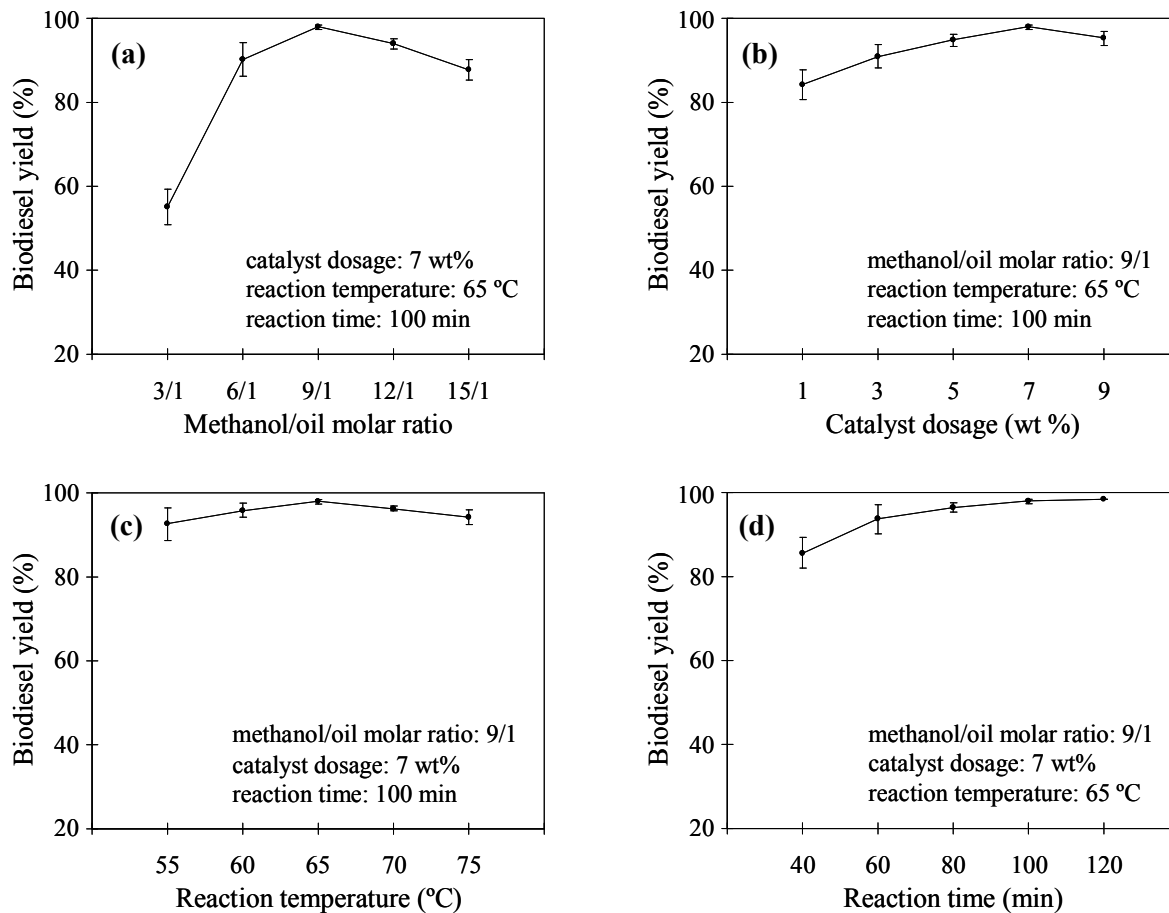 (a)
Biodiesel yield (%)
100
80
60
40
20
catalyst dosage: 7 wt%
reaction temperature: 65 ºC
reaction time: 100 min
3/1 6/1 9/1 12/1 15/1
Methanol/oil molar ratio
(b)
Biodiesel yield (%)
100
80
60
40
20
methanol/oil molar ratio: 9/1
reaction temperature: 65 ºC
reaction time: 100 min
1 3 5 7 9
Catalyst dosage (wt %)
(c)
Biodiesel yield (%)
100
80
60
40
20
methanol/oil molar ratio: 9/1
catalyst dosage: 7 wt%
reaction time: 100 min
55 60 65 70 75
Reaction temperature (ºC)
(d)
Biodiesel yield (%)
100
80
60
40
20
methanol/oil molar ratio: 9/1
catalyst dosage: 7 wt%
reaction temperature: 65 ºC
40 60 80 100 120
Reaction time (min)